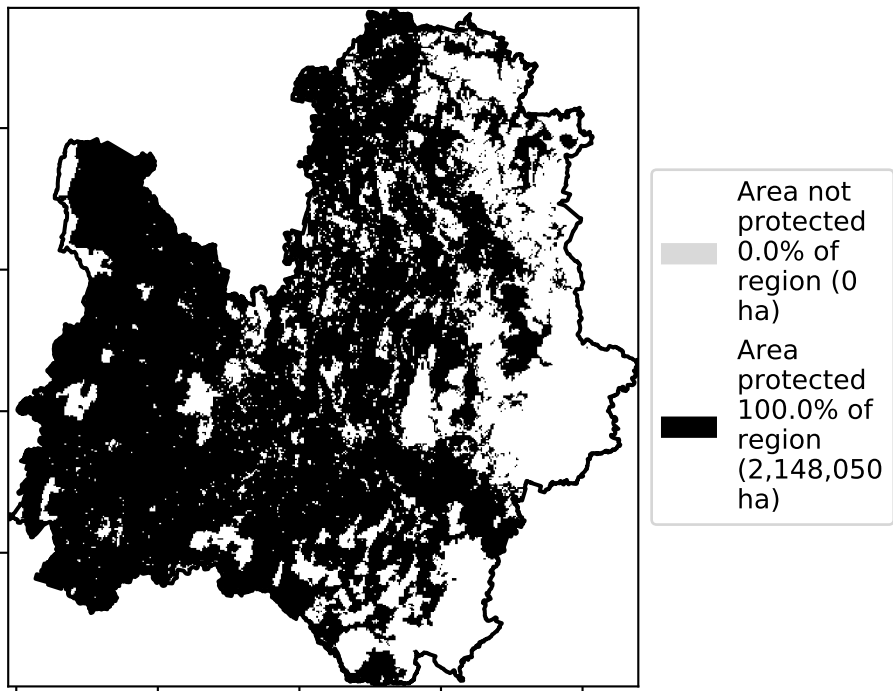 Area not
protected
0.0% of
region (0
ha)
Area
protected
100.0% of
region
(2,148,050
ha)